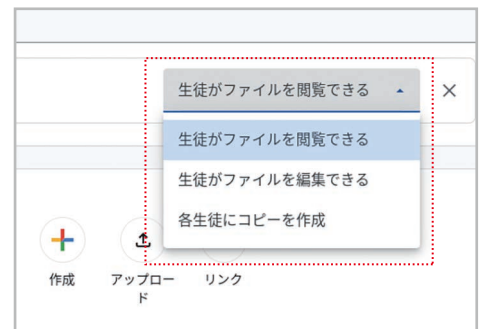 生徒がファイルを閲覧できる
生徒がファイルを閲覧できる
生徒がファイルを編集できる
各生徒にコピーを作成
作成
アップロー
ド
リンク